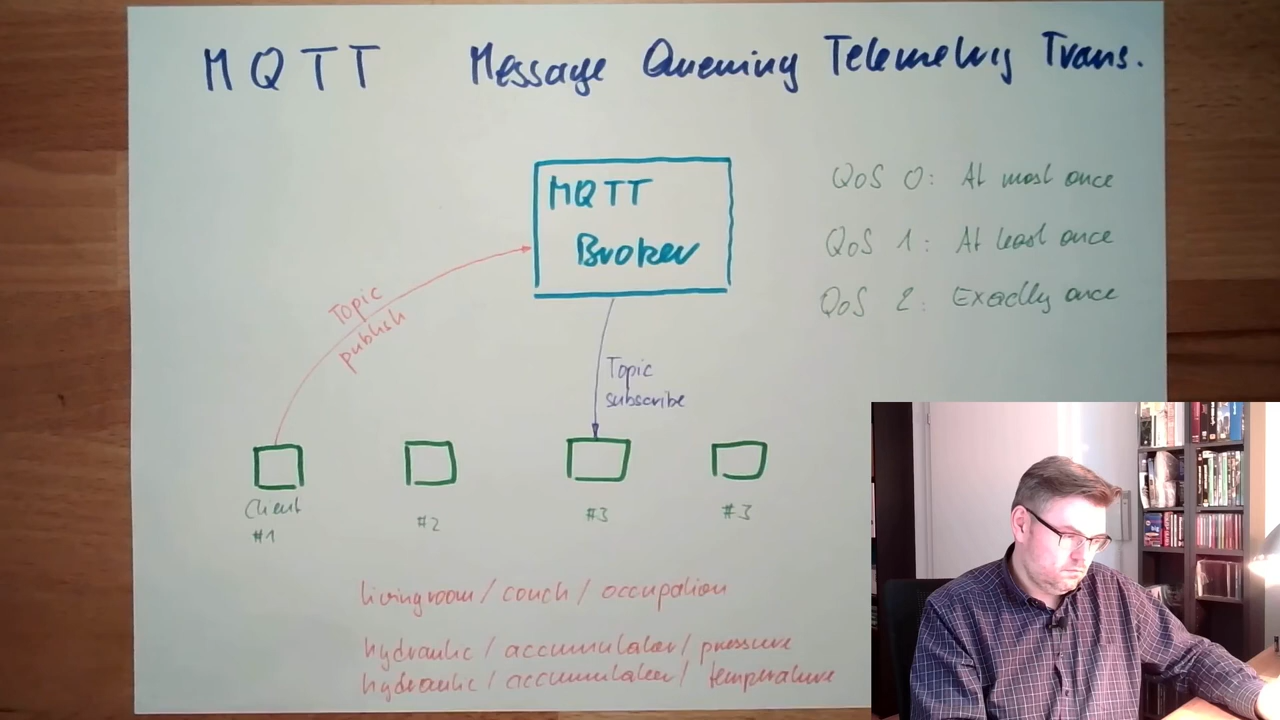 MQTT Message Queuing Telemetry Trans.
MQTT
Broker
QoS 0: At most once
QoS 1: At least once
QoS 2: Exactly once
Topic
publish
Topic
subscribe
Client
#1
#2
#3
#3
livingroom/couch/occupation
hydraulic/accumulator/pressure
hydraulic/accumulator/temperature